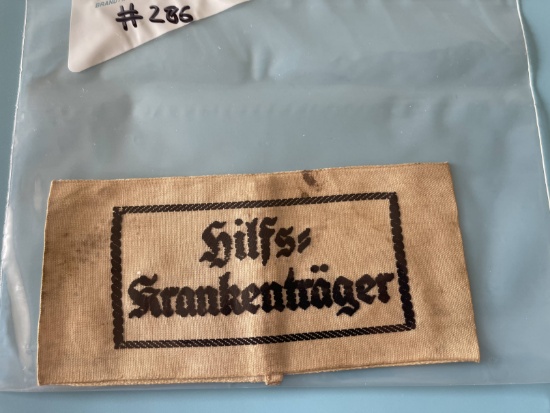 #286
Hilfs=
Krankenträger